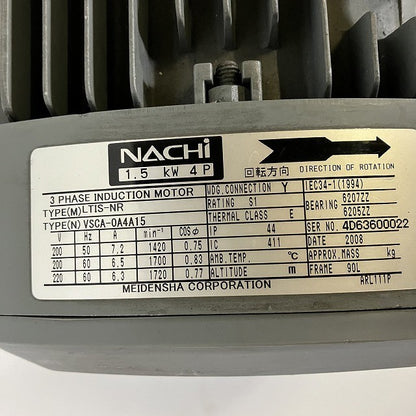 NACHi
1.5 kW 4P
回転方向 DIRECTION OF ROTATION
3 PHASE INDUCTION MOTOR
TYPE(M) LTIS-NR
TYPE(N) VSCA-0A4A15
V Hz A min⁻¹ COSφ
200 50 7.2 1420 0.75
200 60 6.5 1700 0.83
220 60 6.3 1720 0.77
WDG.CONNECTION Y
RATING S1
THERMAL CLASS E
IP 44
IC 411
AMB.TEMP. ℃
ALTITUDE m
IEC34-1(1994)
BEARING 6207ZZ
6205ZZ
SER NO. 4D63600022
DATE 2008
APPROX.MASS kg
FRAME 90L
MEIDENSHA CORPORATION
ARL111P